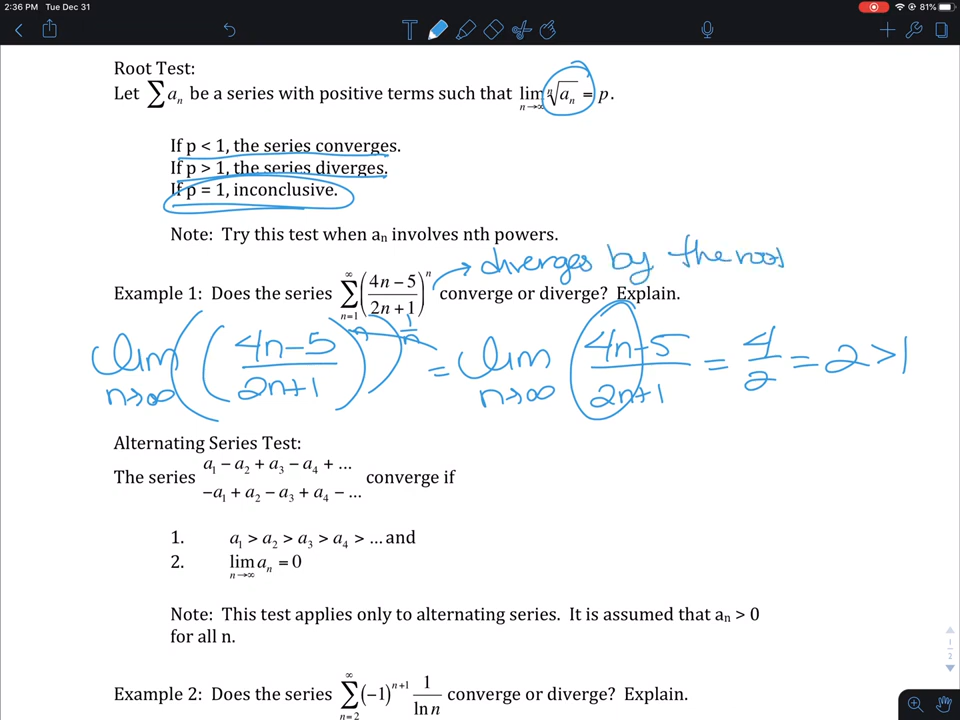 2:36 PM Tue Dec 31 81%
Root Test:
Let ∑ aₙ be a series with positive terms such that lim n→∞ ⁿ√aₙ = p.
If p < 1, the series converges.
If p > 1, the series diverges.
If p = 1, inconclusive.
Note: Try this test when aₙ involves nth powers.
→ diverges by the root
Example 1: Does the series ∞ ∑ n=1 ((4n − 5)/(2n + 1))ⁿ converge or diverge? Explain.
lim n→∞ (((4n−5)/(2n+1))ⁿ)^(1/n) = lim n→∞ ((4n−5)/(2n+1)) = 4/2 = 2 > 1
Alternating Series Test:
a₁ − a₂ + a₃ − a₄ + …
The series converge if
−a₁ + a₂ − a₃ + a₄ − …
1. a₁ > a₂ > a₃ > a₄ > … and
2. lim n→∞ aₙ = 0
Note: This test applies only to alternating series. It is assumed that aₙ > 0
for all n.
Example 2: Does the series ∞ ∑ n=2 (−1)ⁿ⁺¹ 1/ln n converge or diverge? Explain.
1
2